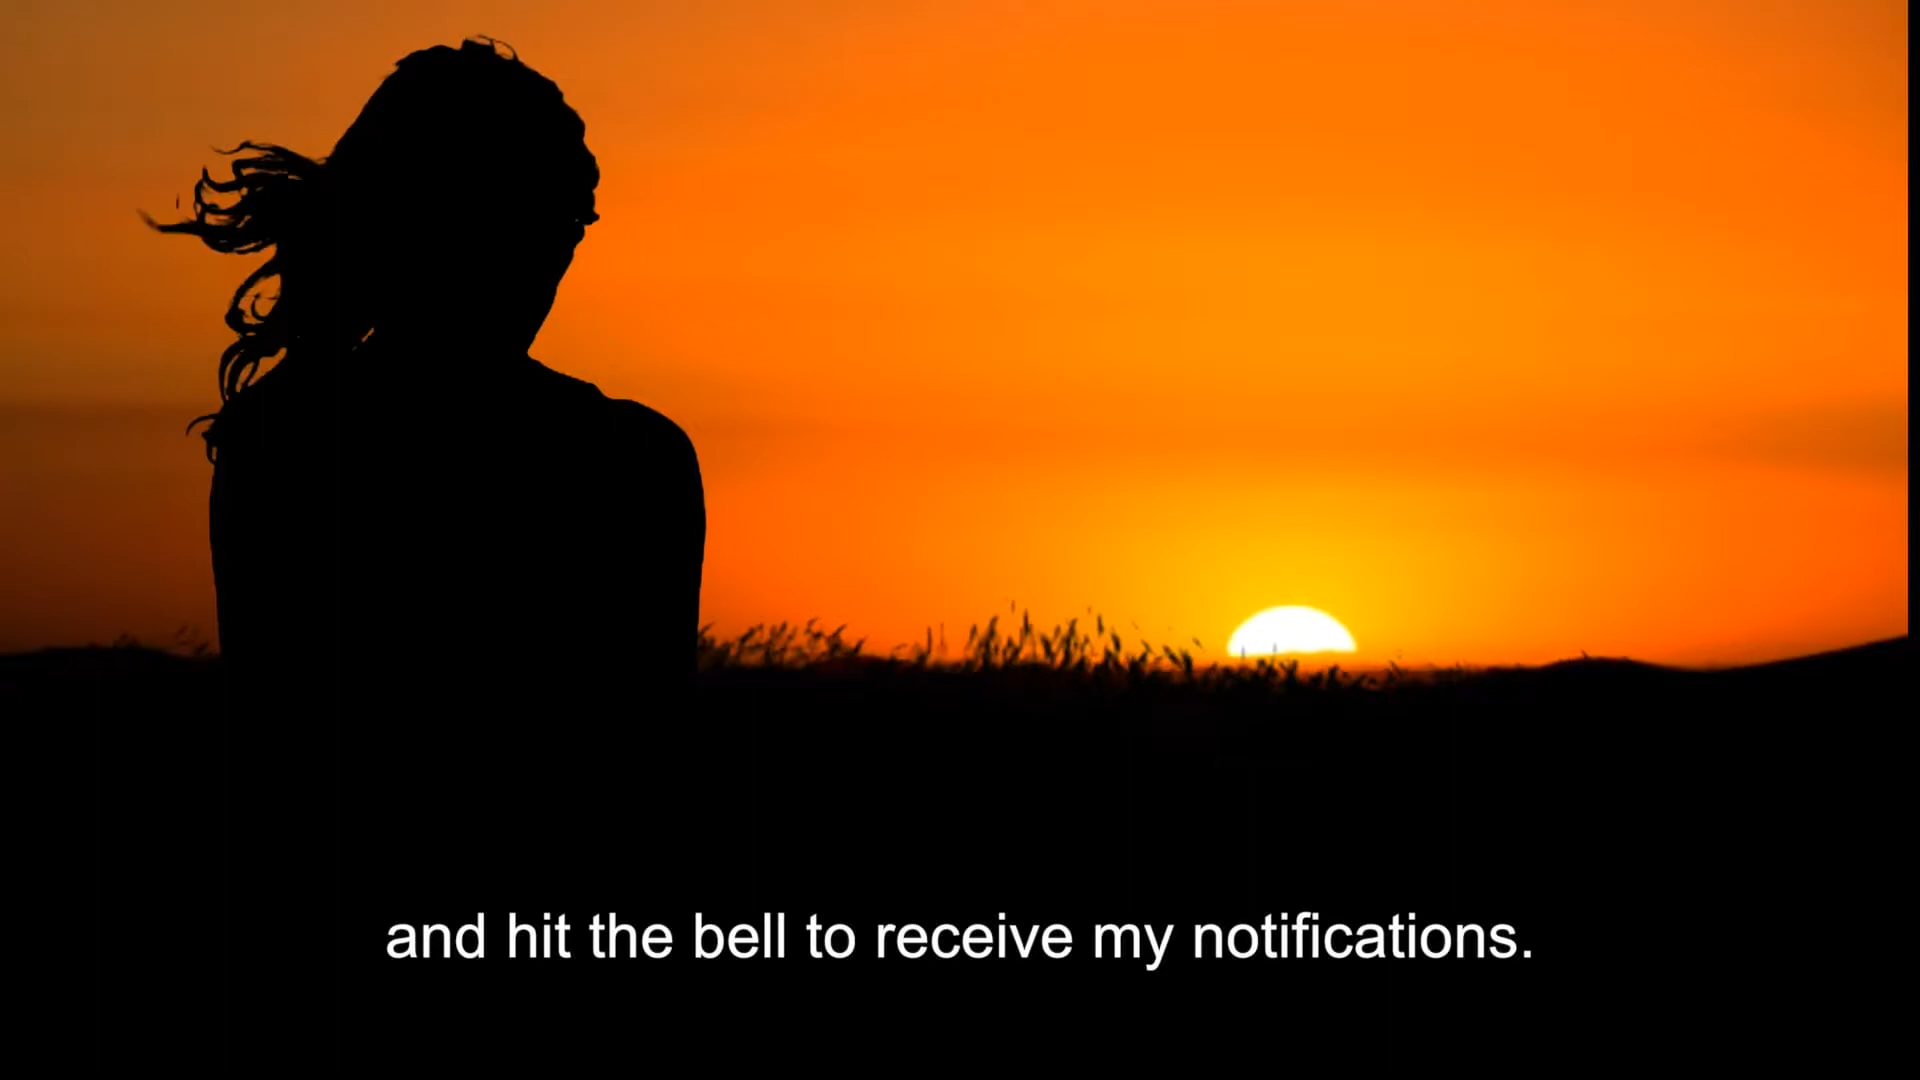 and hit the bell to receive my notifications.